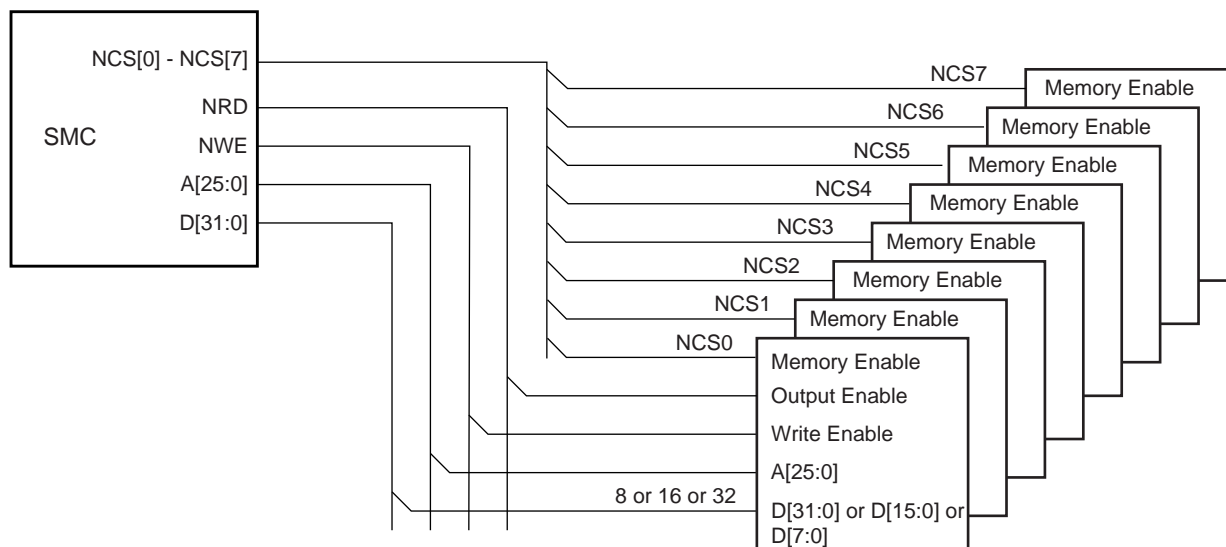 NCS[0] - NCS[7]
NRD
SMC
NWE
A[25:0]
D[31:0]
NCS7
Memory Enable
NCS6
Memory Enable
NCS5
Memory Enable
NCS4
Memory Enable
NCS3
Memory Enable
NCS2
Memory Enable
NCS1
Memory Enable
NCS0
Memory Enable
Output Enable
Write Enable
A[25:0]
8 or 16 or 32
D[31:0] or D[15:0] or
D[7:0]